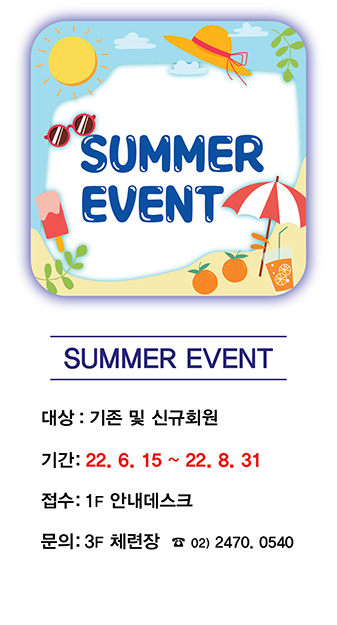 SUMMER
EVENT
SUMMER EVENT
대상 : 기존 및 신규회원
기간: 22. 6. 15 ~ 22. 8. 31
접수: 1F 안내데스크
문의: 3F 체련장 ☎ 02) 2470. 0540